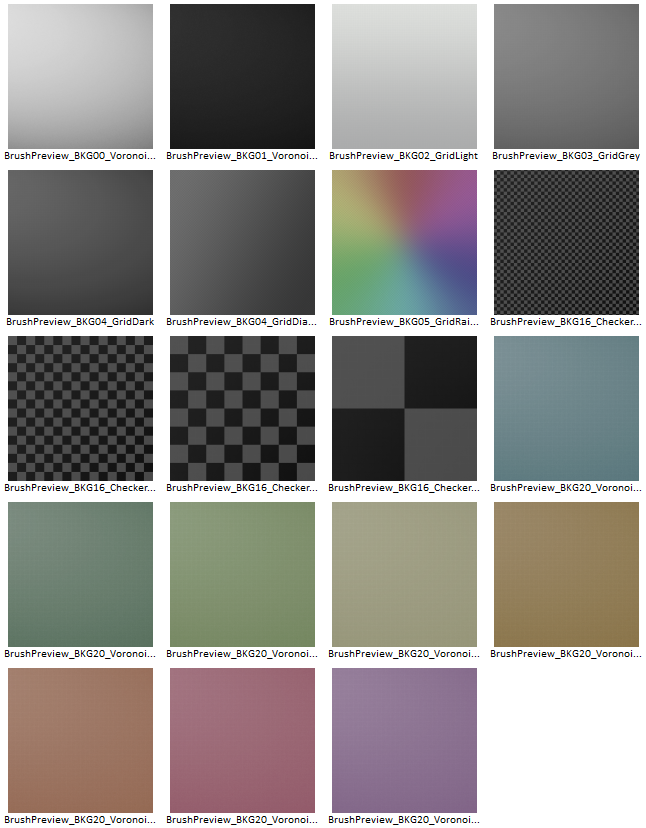 BrushPreview_BKG00_Voronoi...
BrushPreview_BKG01_Voronoi...
BrushPreview_BKG02_GridLight
BrushPreview_BKG03_GridGrey
BrushPreview_BKG04_GridDark
BrushPreview_BKG04_GridDia...
BrushPreview_BKG05_GridRai...
BrushPreview_BKG16_Checker...
BrushPreview_BKG16_Checker...
BrushPreview_BKG16_Checker...
BrushPreview_BKG16_Checker...
BrushPreview_BKG20_Voronoi...
BrushPreview_BKG20_Voronoi...
BrushPreview_BKG20_Voronoi...
BrushPreview_BKG20_Voronoi...
BrushPreview_BKG20_Voronoi...
BrushPreview_BKG20_Voronoi...
BrushPreview_BKG20_Voronoi...
BrushPreview_BKG20_Voronoi...